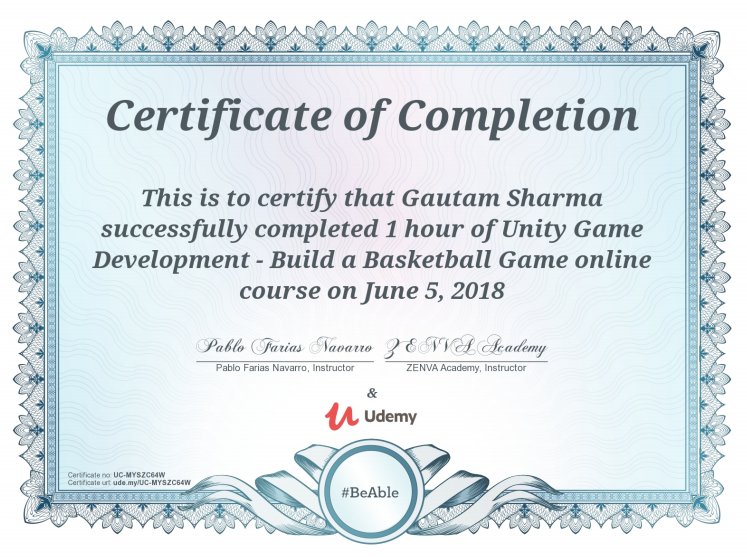 Certificate of Completion
This is to certify that Gautam Sharma
successfully completed 1 hour of Unity Game
Development - Build a Basketball Game online
course on June 5, 2018
Pablo Farias Navarro ZENVA Academy
Pablo Farias Navarro, Instructor ZENVA Academy, Instructor
&
Udemy
Certificate no: UC-MYSZC64W
Certificate url: ude.my/UC-MYSZC64W
#BeAble